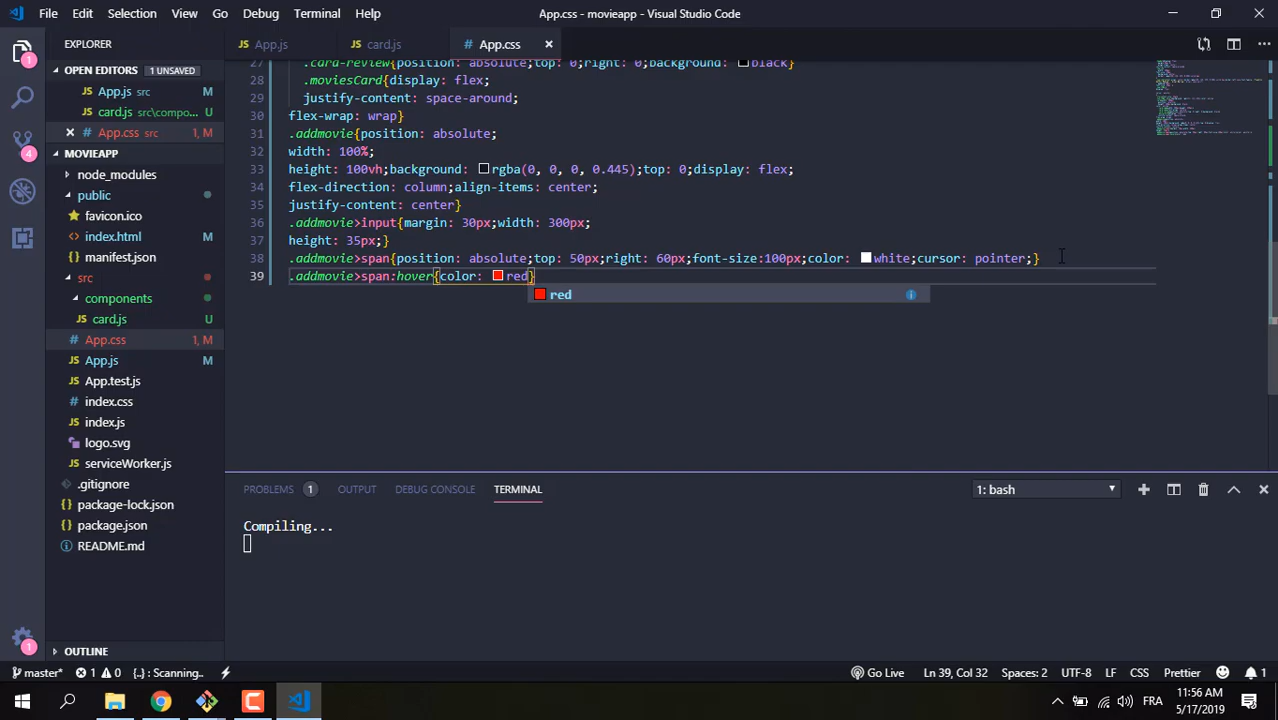 File Edit Selection View Go Debug Terminal Help App.css - movieapp - Visual Studio Code
EXPLORER
JS App.js JS card.js # App.css ×
OPEN EDITORS 1 UNSAVED
JS App.js src
JS card.js src\compo...
× # App.css src 1, M
MOVIEAPP
node_modules
public
favicon.ico
index.html M
manifest.json
src
components
card.js U
# App.css 1, M
JS App.js M
JS App.test.js
# index.css
JS index.js
logo.svg
JS serviceWorker.js
.gitignore
{} package-lock.json
{} package.json
README.md
OUTLINE
27 .card-review{position: absolute;top: 0;right: 0;background: black}
28 .moviesCard{display: flex;
29 justify-content: space-around;
30 flex-wrap: wrap}
31 .addmovie{position: absolute;
32 width: 100%;
33 height: 100vh;background: rgba(0, 0, 0, 0.445);top: 0;display: flex;
34 flex-direction: column;align-items: center;
35 justify-content: center}
36 .addmovie>input{margin: 30px;width: 300px;
37 height: 35px;}
38 .addmovie>span{position: absolute;top: 50px;right: 60px;font-size:100px;color: white;cursor: pointer;}
39 .addmovie>span:hover{color: red}
red
PROBLEMS 1 OUTPUT DEBUG CONSOLE TERMINAL 1: bash
Compiling...
master* 1 0 {..} : Scanning.. Go Live Ln 39, Col 32 Spaces: 2 UTF-8 LF CSS Prettier 1
FRA 11:56 AM
5/17/2019